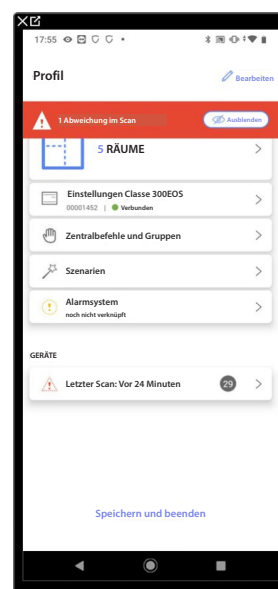 17:55
Profil
Bearbeiten
1 Abweichung im Scan
Ausblenden
5 RÄUME
Einstellungen Classe 300EOS
00001452 | Verbunden
Zentralbefehle und Gruppen
Szenarien
Alarmsystem
noch nicht verknüpft
GERÄTE
Letzter Scan: Vor 24 Minuten 29
Speichern und beenden